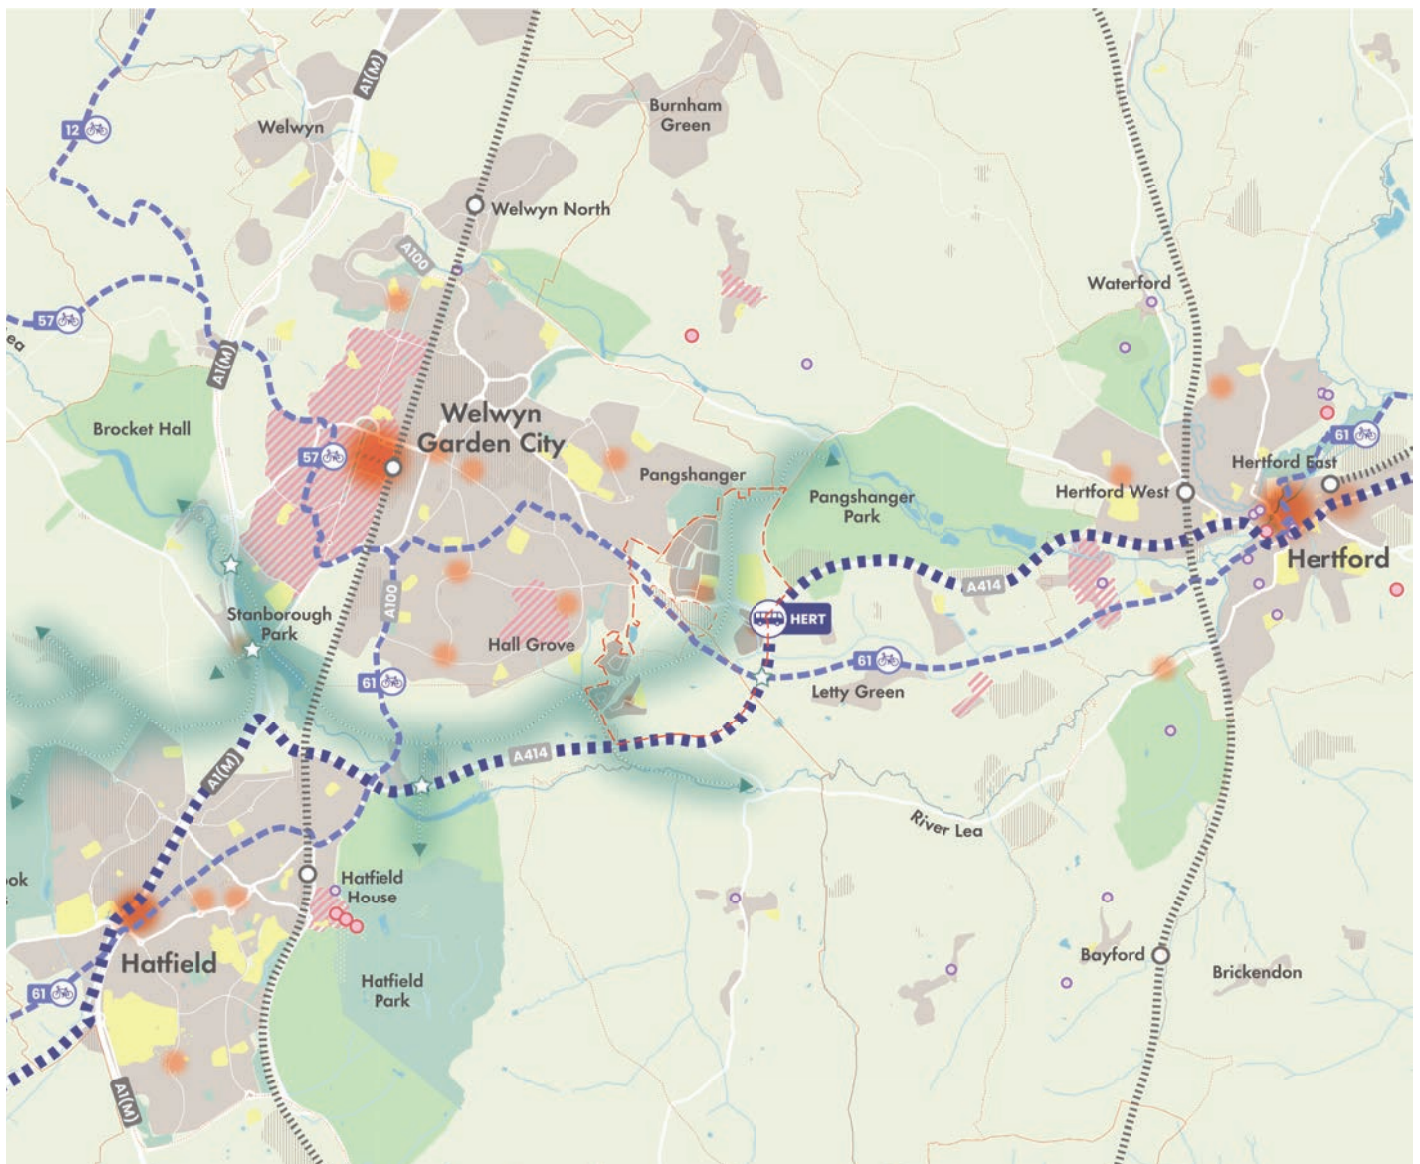 A1(M)
Burnham
Green
Welwyn
12
Welwyn North
A100
Waterford
57
ea
A1(M)
Brocket Hall
Welwyn
Garden City
57
61
Hertford East
Pangshanger
Hertford West
Pangshanger
Park
Hertford
A414
A100
Stanborough
Park
HERT
Hall Grove
61
61
Letty Green
A414
A1(M)
River Lea
ook
Hatfield
House
Hatfield
Bayford
Brickendon
Hatfield
Park
61
A1(M)